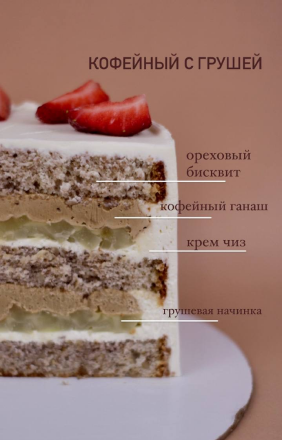 КОФЕЙНЫЙ С ГРУШЕЙ
ореховый
бисквит
кофейный ганаш
крем чиз
грушевая начинка